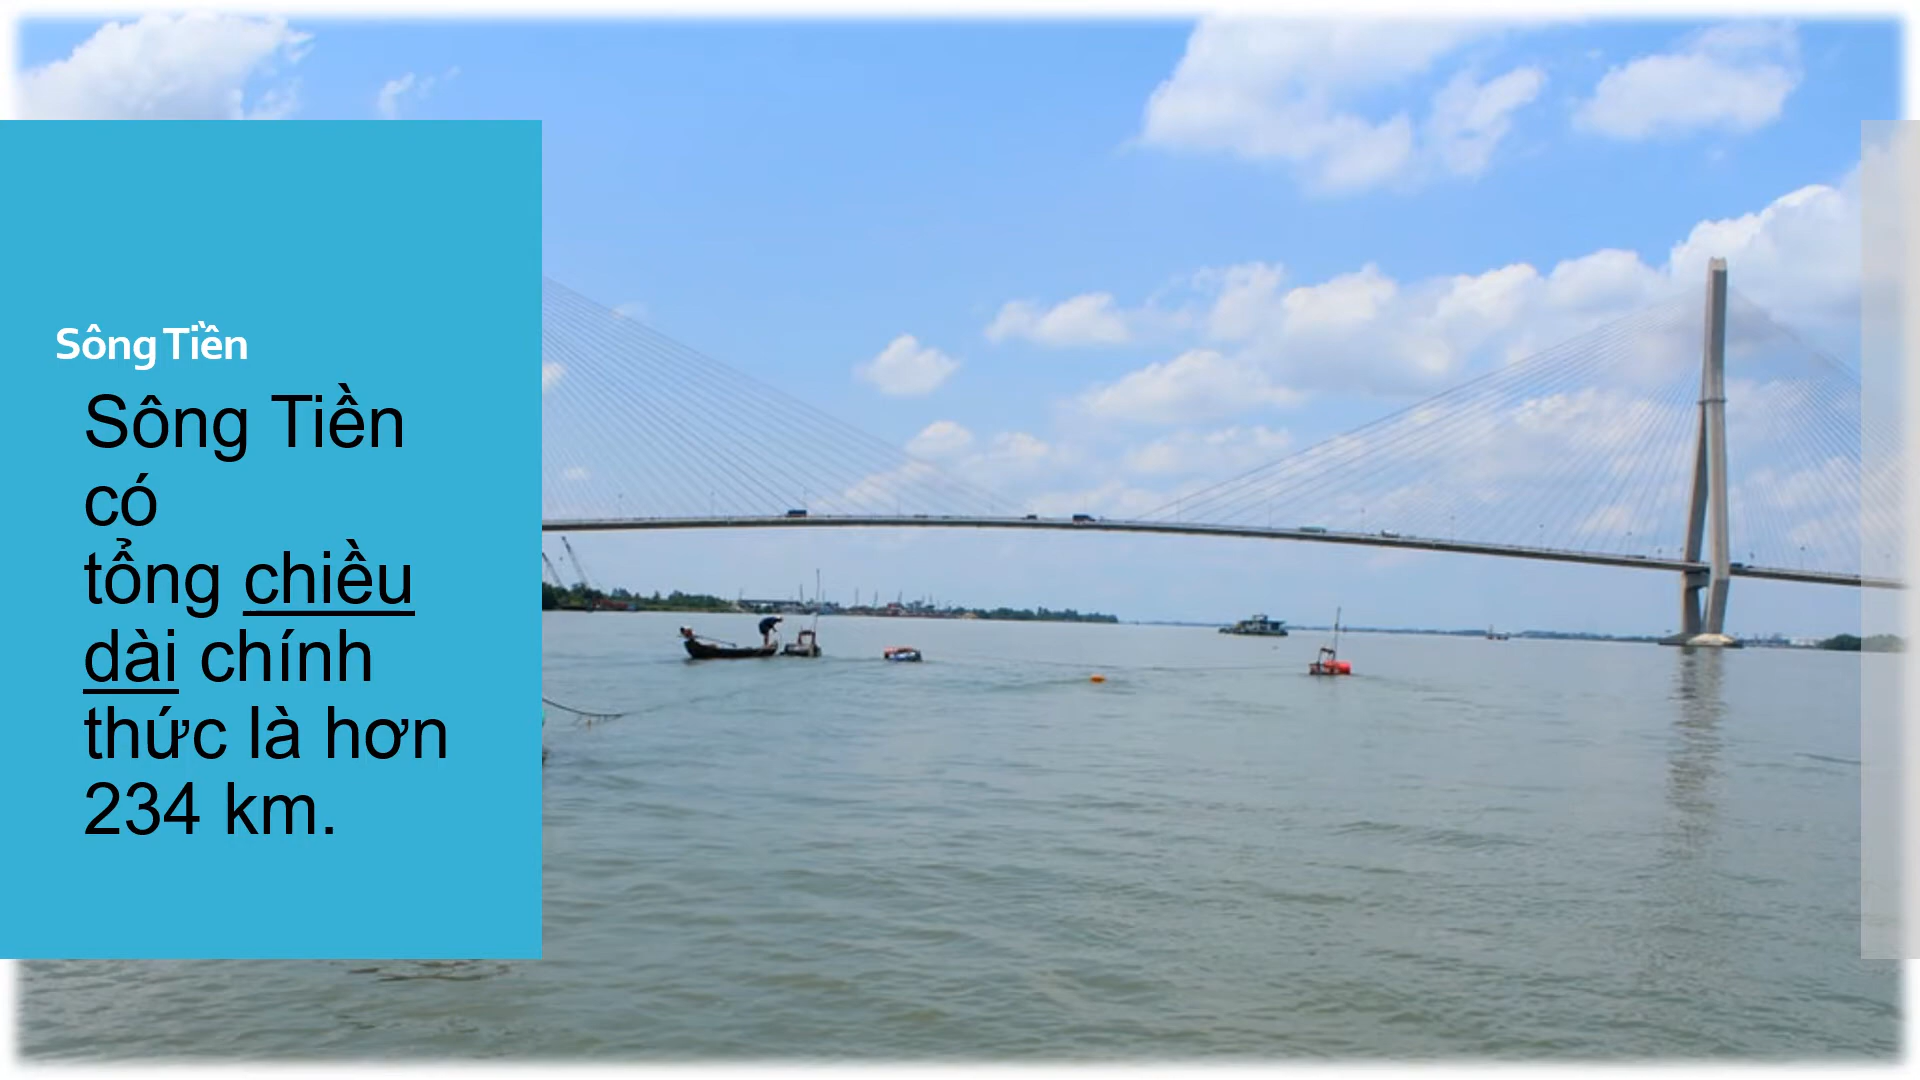 Sông Tiền
Sông Tiền
có
tổng chiều
dài chính
thức là hơn
234 km.